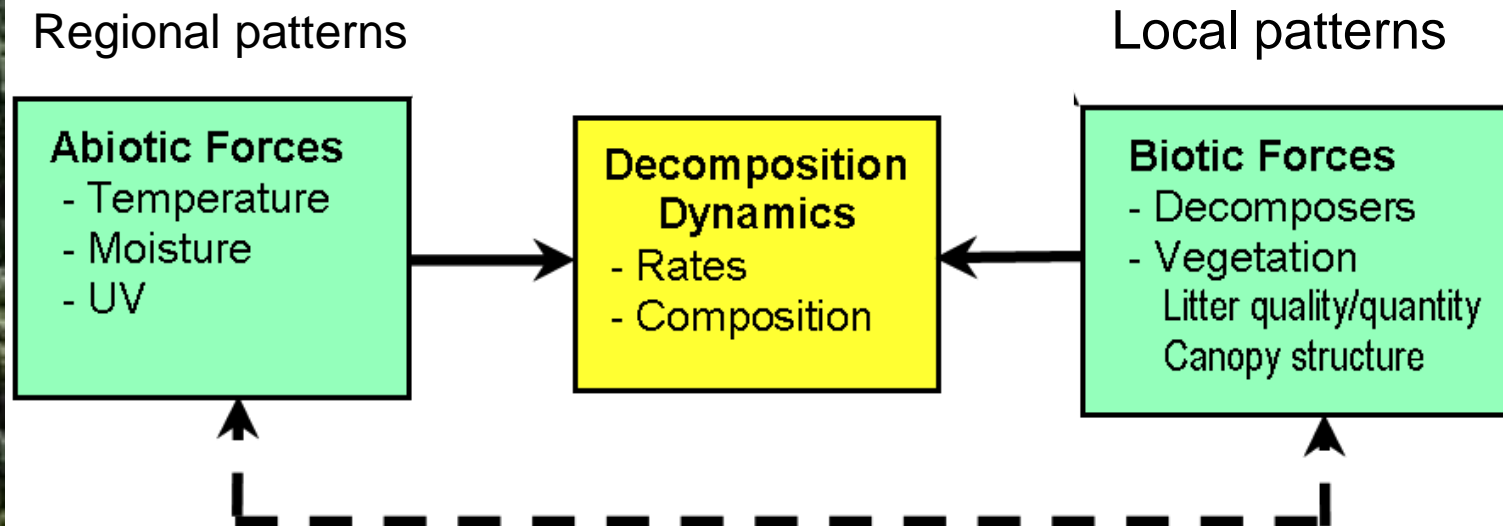 Regional patterns
Local patterns
Abiotic Forces
- Temperature
- Moisture
- UV
Decomposition
Dynamics
- Rates
- Composition
Biotic Forces
- Decomposers
- Vegetation
Litter quality/quantity
Canopy structure